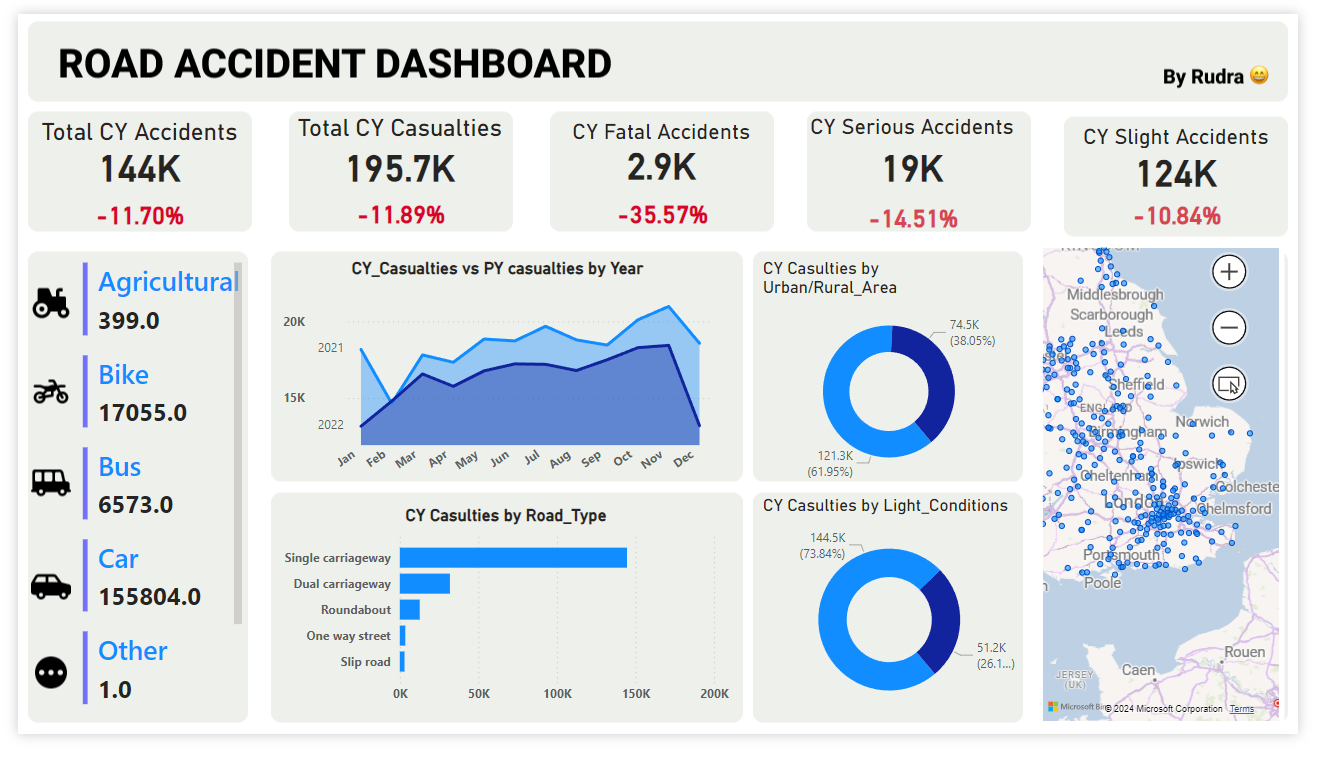 ROAD ACCIDENT DASHBOARD
By Rudra 😄
Total CY Accidents
144K
-11.70%
Total CY Casualties
195.7K
-11.89%
CY Fatal Accidents
2.9K
-35.57%
CY Serious Accidents
19K
-14.51%
CY Slight Accidents
124K
-10.84%
Agricultural
399.0
Bike
17055.0
Bus
6573.0
Car
155804.0
Other
1.0
CY_Casualties vs PY casualties by Year
20K
15K
2021
2022
Jan
Feb
Mar
Apr
May
Jun
Jul
Aug
Sep
Oct
Nov
Dec
CY Casulties by Road_Type
Single carriageway
Dual carriageway
Roundabout
One way street
Slip road
0K
50K
100K
150K
200K
CY Casulties by
Urban/Rural_Area
74.5K
(38.05%)
121.3K
(61.95%)
CY Casulties by Light_Conditions
144.5K
(73.84%)
51.2K
(26.1...)
KINGDOM
Middlesbrough
Scarborough
Leeds
Sheffield
ENGLAND
Norwich
Birmingham
Ipswich
Cheltenham
Colcheste
London
Chelmsford
Portsmouth
Poole
Rouen
Caen
JERSEY
(UK)
Microsoft Bin
© 2024 Microsoft Corporation
Terms